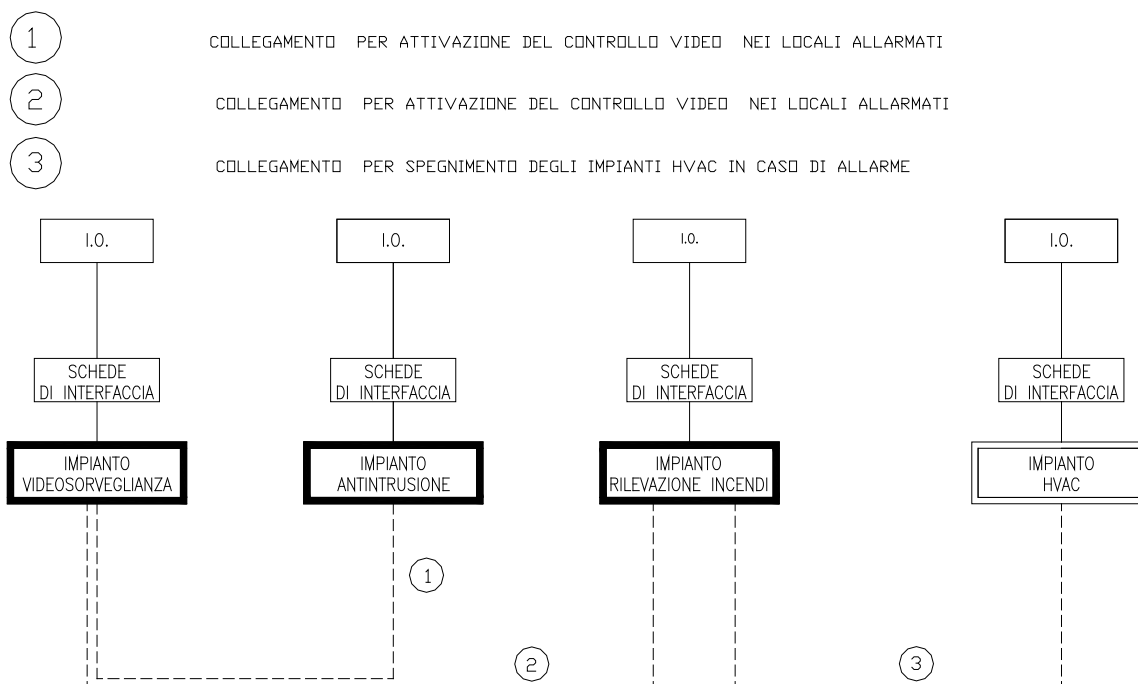 1
COLLEGAMENTO PER ATTIVAZIONE DEL CONTROLLO VIDEO NEI LOCALI ALLARMATI
2
COLLEGAMENTO PER ATTIVAZIONE DEL CONTROLLO VIDEO NEI LOCALI ALLARMATI
3
COLLEGAMENTO PER SPEGNIMENTO DEGLI IMPIANTI HVAC IN CASO DI ALLARME
I.O.
I.O.
I.O.
I.O.
SCHEDE
DI INTERFACCIA
SCHEDE
DI INTERFACCIA
SCHEDE
DI INTERFACCIA
SCHEDE
DI INTERFACCIA
IMPIANTO
VIDEOSORVEGLIANZA
IMPIANTO
ANTINTRUSIONE
IMPIANTO
RILEVAZIONE INCENDI
IMPIANTO
HVAC
1
2
3